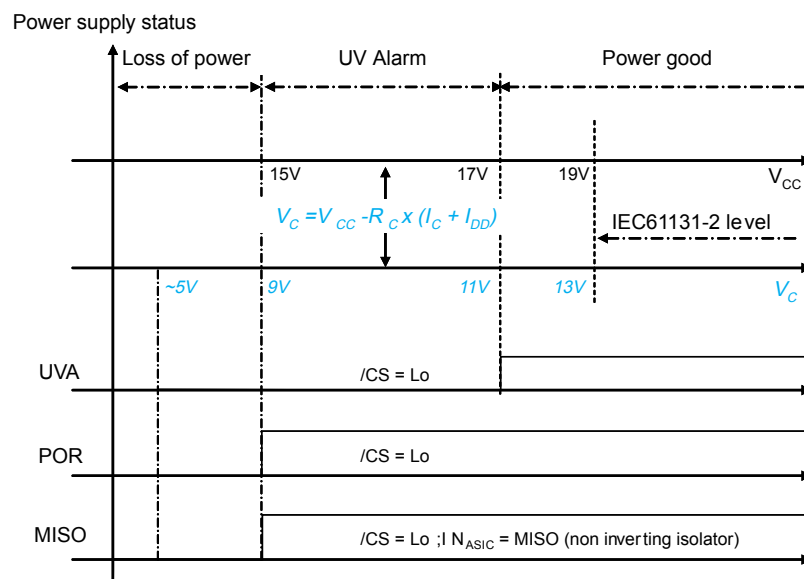 Power supply status
Loss of power UV Alarm Power good
15V 17V 19V VCC
VC =VCC -RC x (IC + IDD)
IEC61131-2 level
~5V 9V 11V 13V VC
UVA /CS = Lo
POR /CS = Lo
MISO /CS = Lo ;I NASIC = MISO (non inverting isolator)